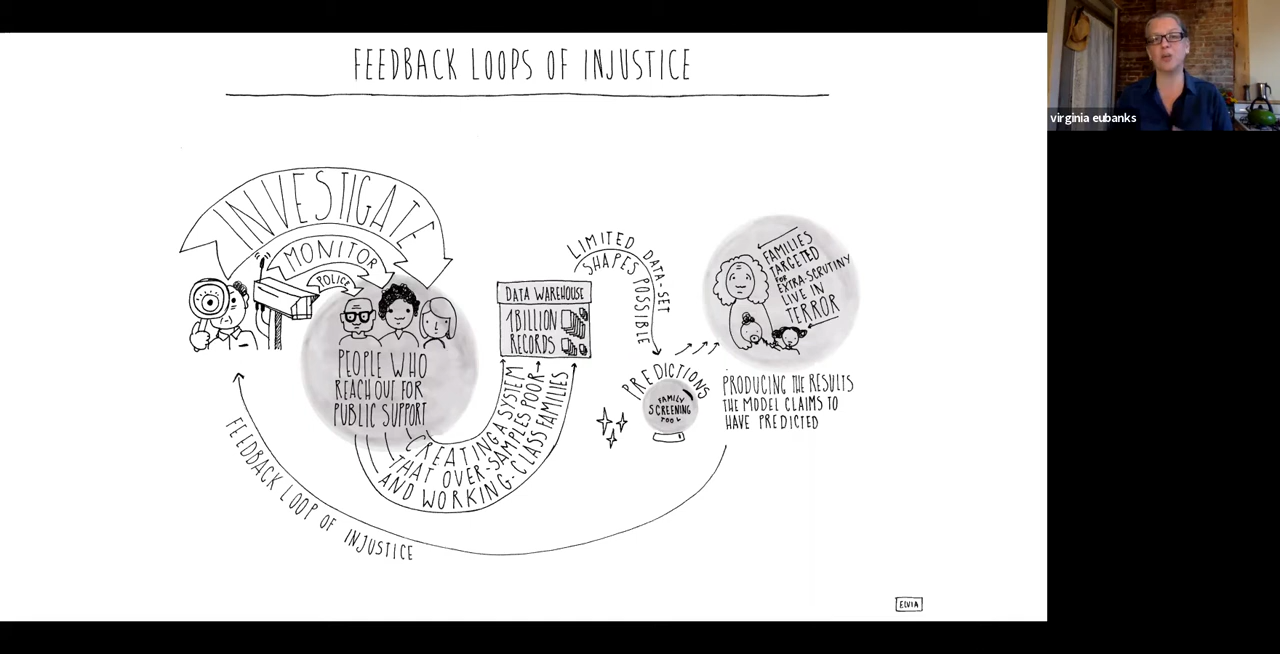 FEEDBACK LOOPS OF INJUSTICE
virginia eubanks
INVESTIGATE
MONITOR
POLICE
PEOPLE WHO
REACH OUT FOR
PUBLIC SUPPORT
CREATING A SYSTEM
THAT OVER-SAMPLES POOR
AND WORKING-CLASS FAMILIES
DATA WAREHOUSE
1 BILLION
RECORDS
LIMITED DATA-SET
SHAPES POSSIBLE
PREDICTIONS
FAMILY
SCREENING
TOOL
FAMILIES
TARGETED
FOR
EXTRA-SCRUTINY
LIVE IN
TERROR
PRODUCING THE RESULTS
THE MODEL CLAIMS TO
HAVE PREDICTED
FEEDBACK LOOP OF INJUSTICE
ELVIA